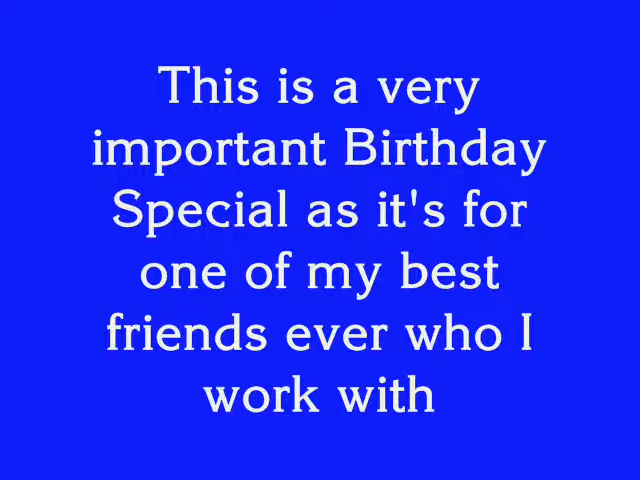 This is a very
important Birthday
Special as it's for
one of my best
friends ever who I
work with